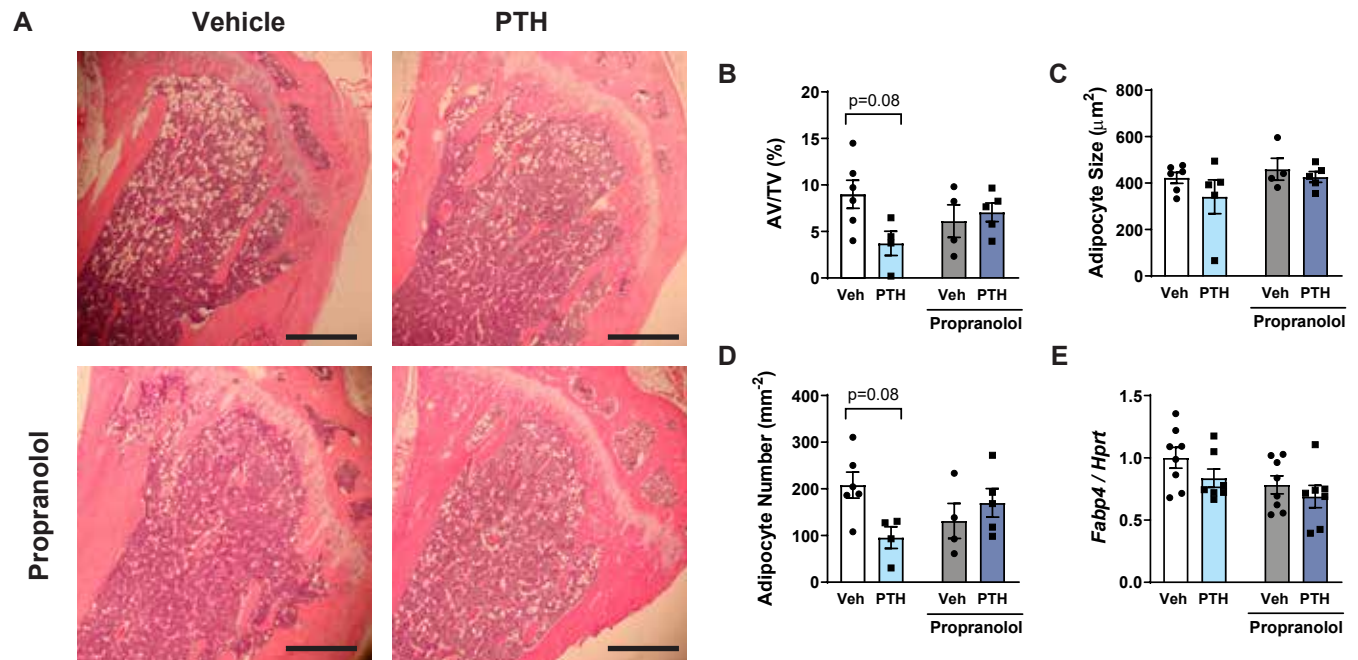 A
Vehicle
PTH
Propranolol
B
AV/TV (%)
20
15
10
5
0
p=0.08
Veh
PTH
Veh
PTH
Propranolol
C
Adipocyte Size (μm²)
800
600
400
200
0
Veh
PTH
Veh
PTH
Propranolol
D
Adipocyte Number (mm⁻²)
400
300
200
100
0
p=0.08
Veh
PTH
Veh
PTH
Propranolol
E
Fabp4 / Hprt
1.5
1.0
0.5
0.0
Veh
PTH
Veh
PTH
Propranolol